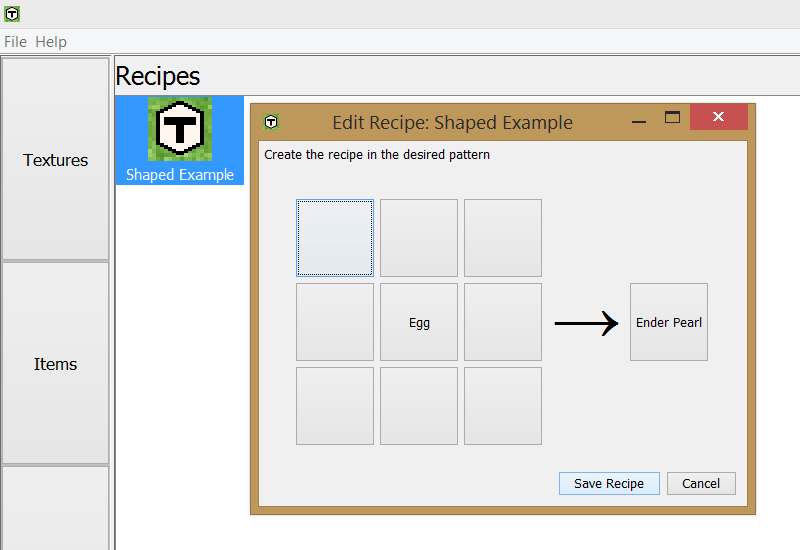 File Help
Recipes
Textures
Items
T
Shaped Example
Edit Recipe: Shaped Example
Create the recipe in the desired pattern
Egg
Ender Pearl
Save Recipe
Cancel